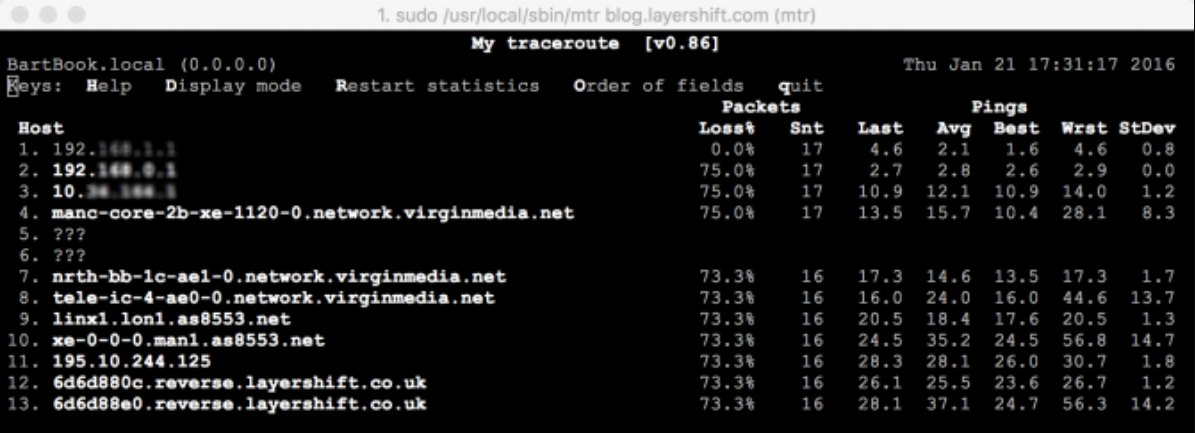 1. sudo /usr/local/sbin/mtr blog.layershift.com (mtr)
My traceroute [v0.86]
BartBook.local (0.0.0.0) Thu Jan 21 17:31:17 2016
Keys: Help Display mode Restart statistics Order of fields quit
Packets Pings
Host Loss% Snt Last Avg Best Wrst StDev
1. 192. 0.0% 17 4.6 2.1 1.6 4.6 0.8
2. 192. 75.0% 17 2.7 2.8 2.6 2.9 0.0
3. 10. 75.0% 17 10.9 12.1 10.9 14.0 1.2
4. manc-core-2b-xe-1120-0.network.virginmedia.net 75.0% 17 13.5 15.7 10.4 28.1 8.3
5. ???
6. ???
7. nrth-bb-1c-ae1-0.network.virginmedia.net 73.3% 16 17.3 14.6 13.5 17.3 1.7
8. tele-ic-4-ae0-0.network.virginmedia.net 73.3% 16 16.0 24.0 16.0 44.6 13.7
9. linx1.lon1.as8553.net 73.3% 16 20.5 18.4 17.6 20.5 1.3
10. xe-0-0-0.man1.as8553.net 73.3% 16 24.5 35.2 24.5 56.8 14.7
11. 195.10.244.125 73.3% 16 28.3 28.1 26.0 30.7 1.8
12. 6d6d880c.reverse.layershift.co.uk 73.3% 16 26.1 25.5 23.6 26.7 1.2
13. 6d6d88e0.reverse.layershift.co.uk 73.3% 16 28.1 37.1 24.7 56.3 14.2